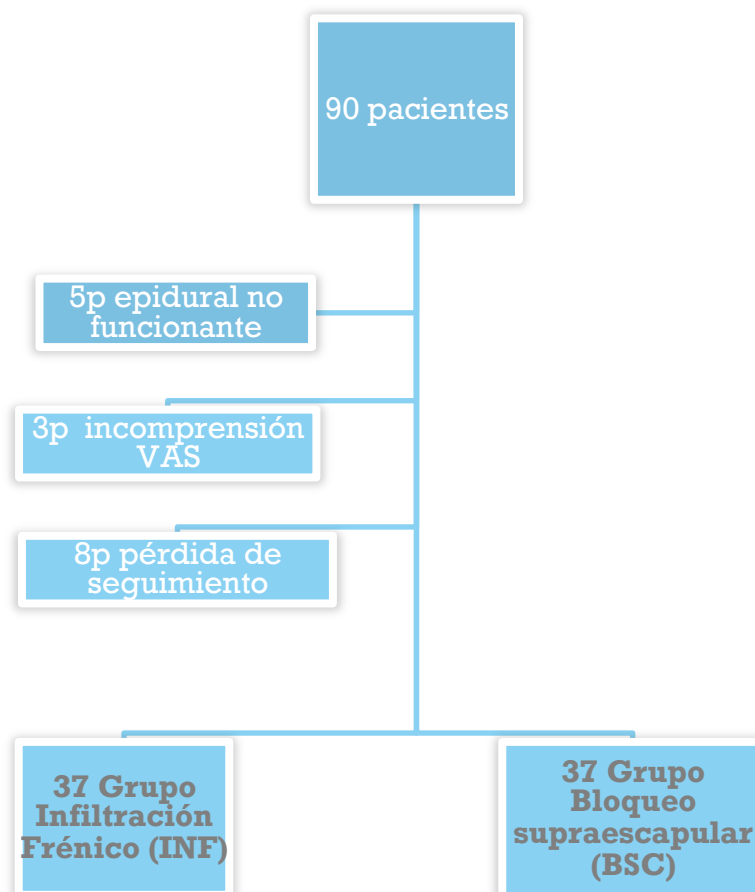 90 pacientes
5p epidural no
funcionante
3p incomprensión
VAS
8p pérdida de
seguimiento
37 Grupo
Infiltración
Frénico (INF)
37 Grupo
Bloqueo
supraescapular
(BSC)